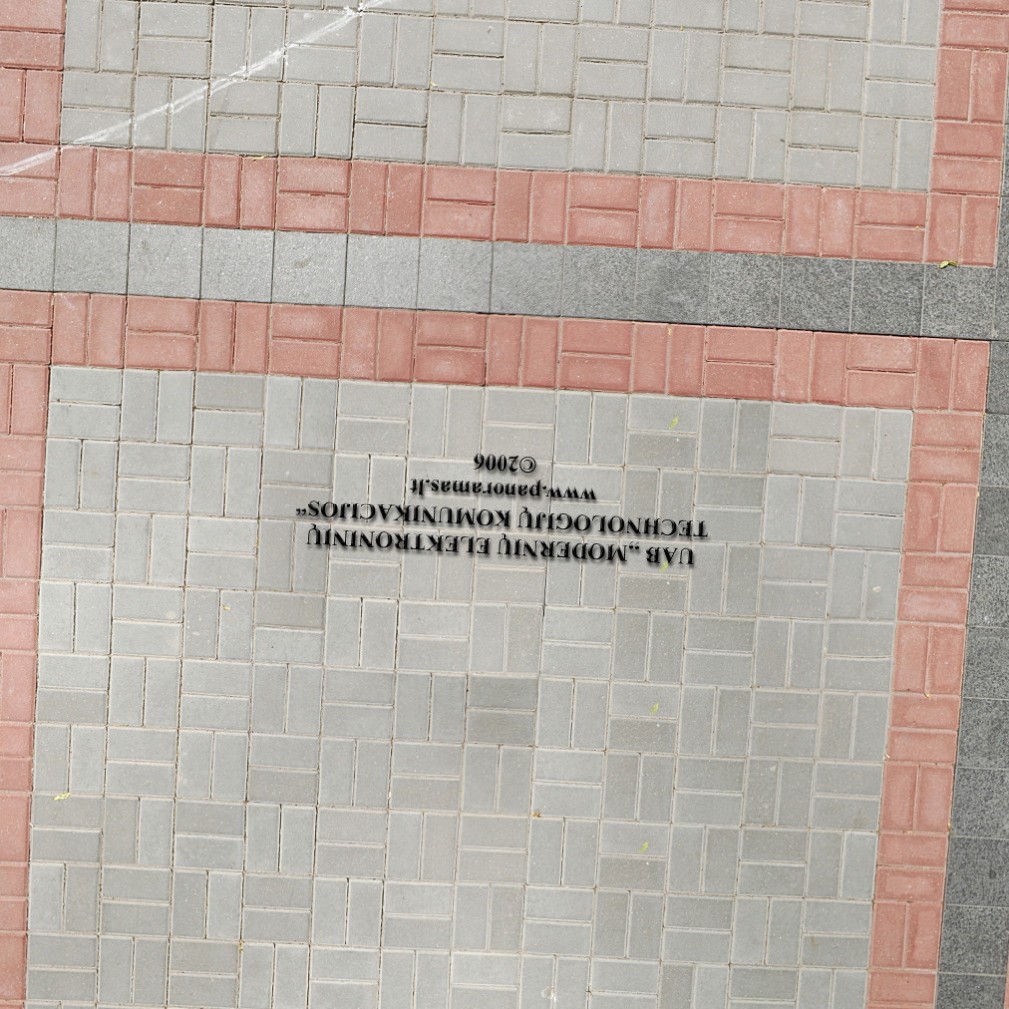 UAB „MODERNIŲ ELEKTRONINIŲ
TECHNOLOGIJŲ KOMUNIKACIJOS“
www.panoramas.lt
©2006